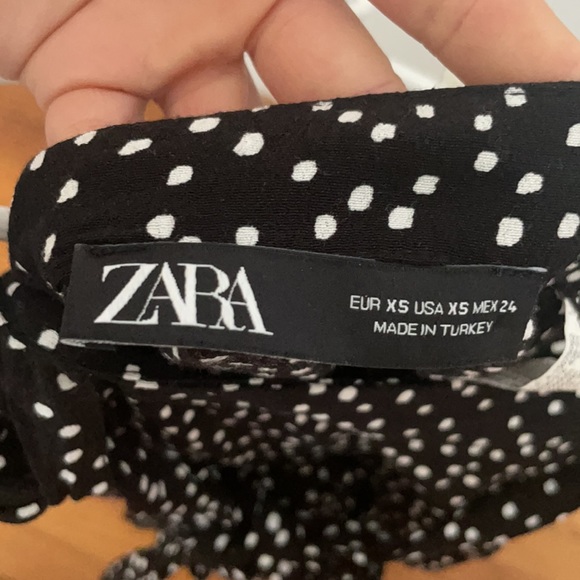 ZARA
EUR XS USA XS MEX 24
MADE IN TURKEY